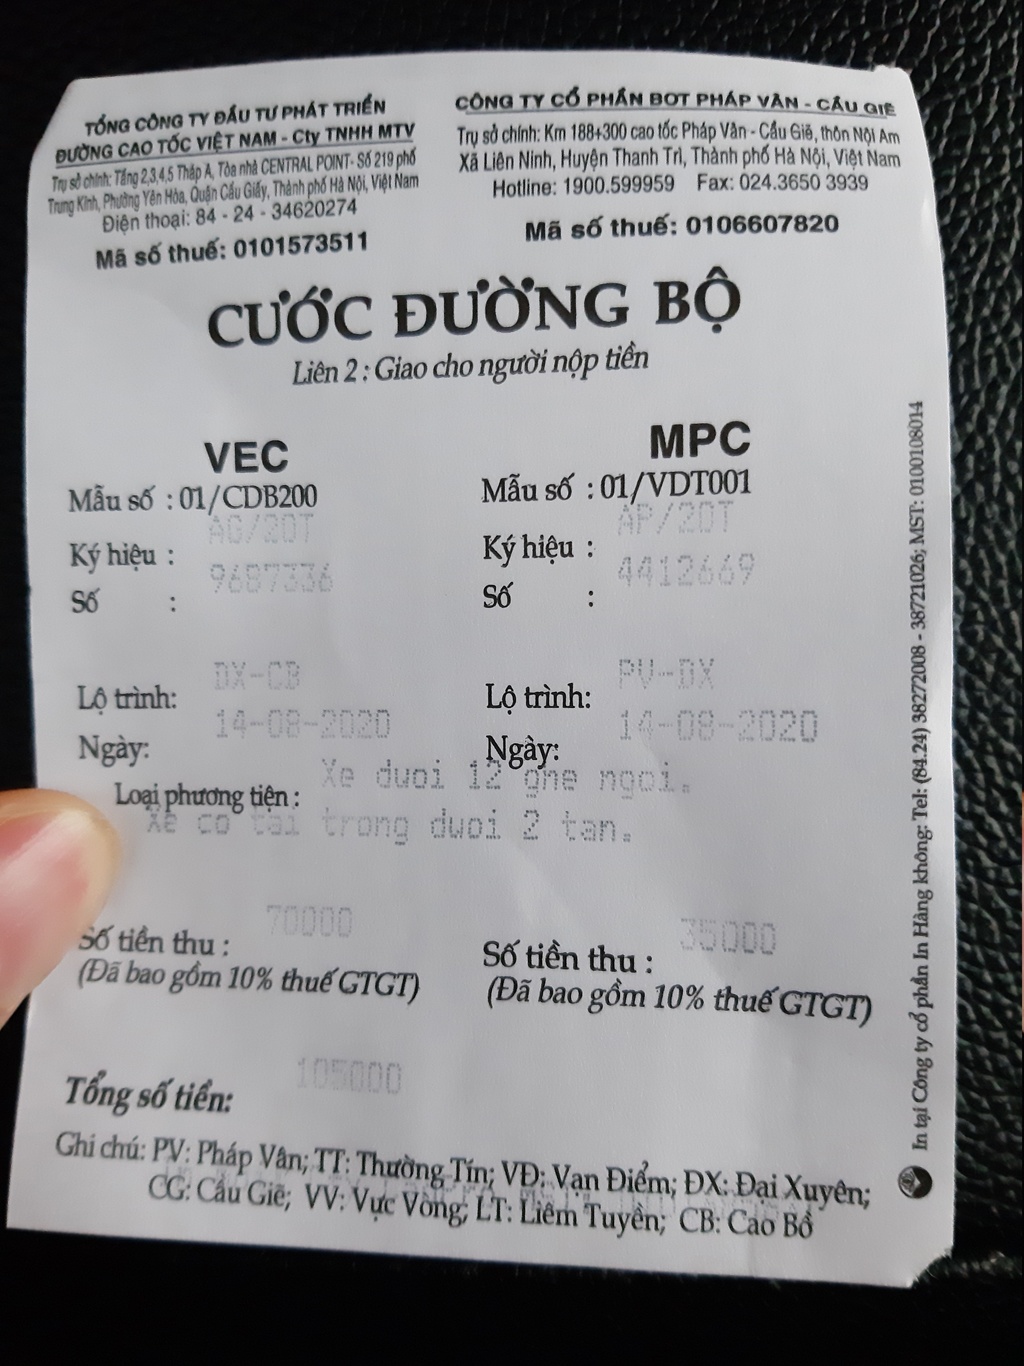 TỔNG CÔNG TY ĐẦU TƯ PHÁT TRIỂN
ĐƯỜNG CAO TỐC VIỆT NAM - Cty TNHH MTV
Trụ sở chính: Tầng 2,3,4,5 Tháp A, Tòa nhà CENTRAL POINT- Số 219 phố
Trung Kính, Phường Yên Hòa, Quận Cầu Giấy, Thành phố Hà Nội, Việt Nam
Điện thoại: 84 - 24 - 34620274
Mã số thuế: 0101573511
CÔNG TY CỔ PHẦN BOT PHÁP VÂN - CẦU GIẼ
Trụ sở chính: Km 188+300 cao tốc Pháp Vân - Cầu Giẽ, thôn Nội Am
Xã Liên Ninh, Huyện Thanh Trì, Thành phố Hà Nội, Việt Nam
Hotline: 1900.599959 Fax: 024.3650 3939
Mã số thuế: 0106607820
CƯỚC ĐƯỜNG BỘ
Liên 2 : Giao cho người nộp tiền
VEC
Mẫu số : 01/CDB200
Ký hiệu : AG/20T
Số : 9687336
Lộ trình: DX-CB
Ngày: 14-08-2020
MPC
Mẫu số : 01/VDT001
Ký hiệu : AP/20T
Số : 4412669
Lộ trình: PV-DX
Ngày: 14-08-2020
Loại phương tiện : Xe duoi 12 ghe ngoi.
Xe co tai trong duoi 2 tan.
Số tiền thu : 70000
(Đã bao gồm 10% thuế GTGT)
Số tiền thu : 35000
(Đã bao gồm 10% thuế GTGT)
Tổng số tiền: 105000
Ghi chú: PV: Pháp Vân; TT: Thường Tín; VĐ: Vạn Điểm; ĐX: Đại Xuyên;
CG: Cầu Giẽ; VV: Vực Vòng; LT: Liêm Tuyền; CB: Cao Bồ
In tại Công ty cổ phần In Hàng không: Tel: (84.24) 38272008 - 38721026; MST: 0100108014